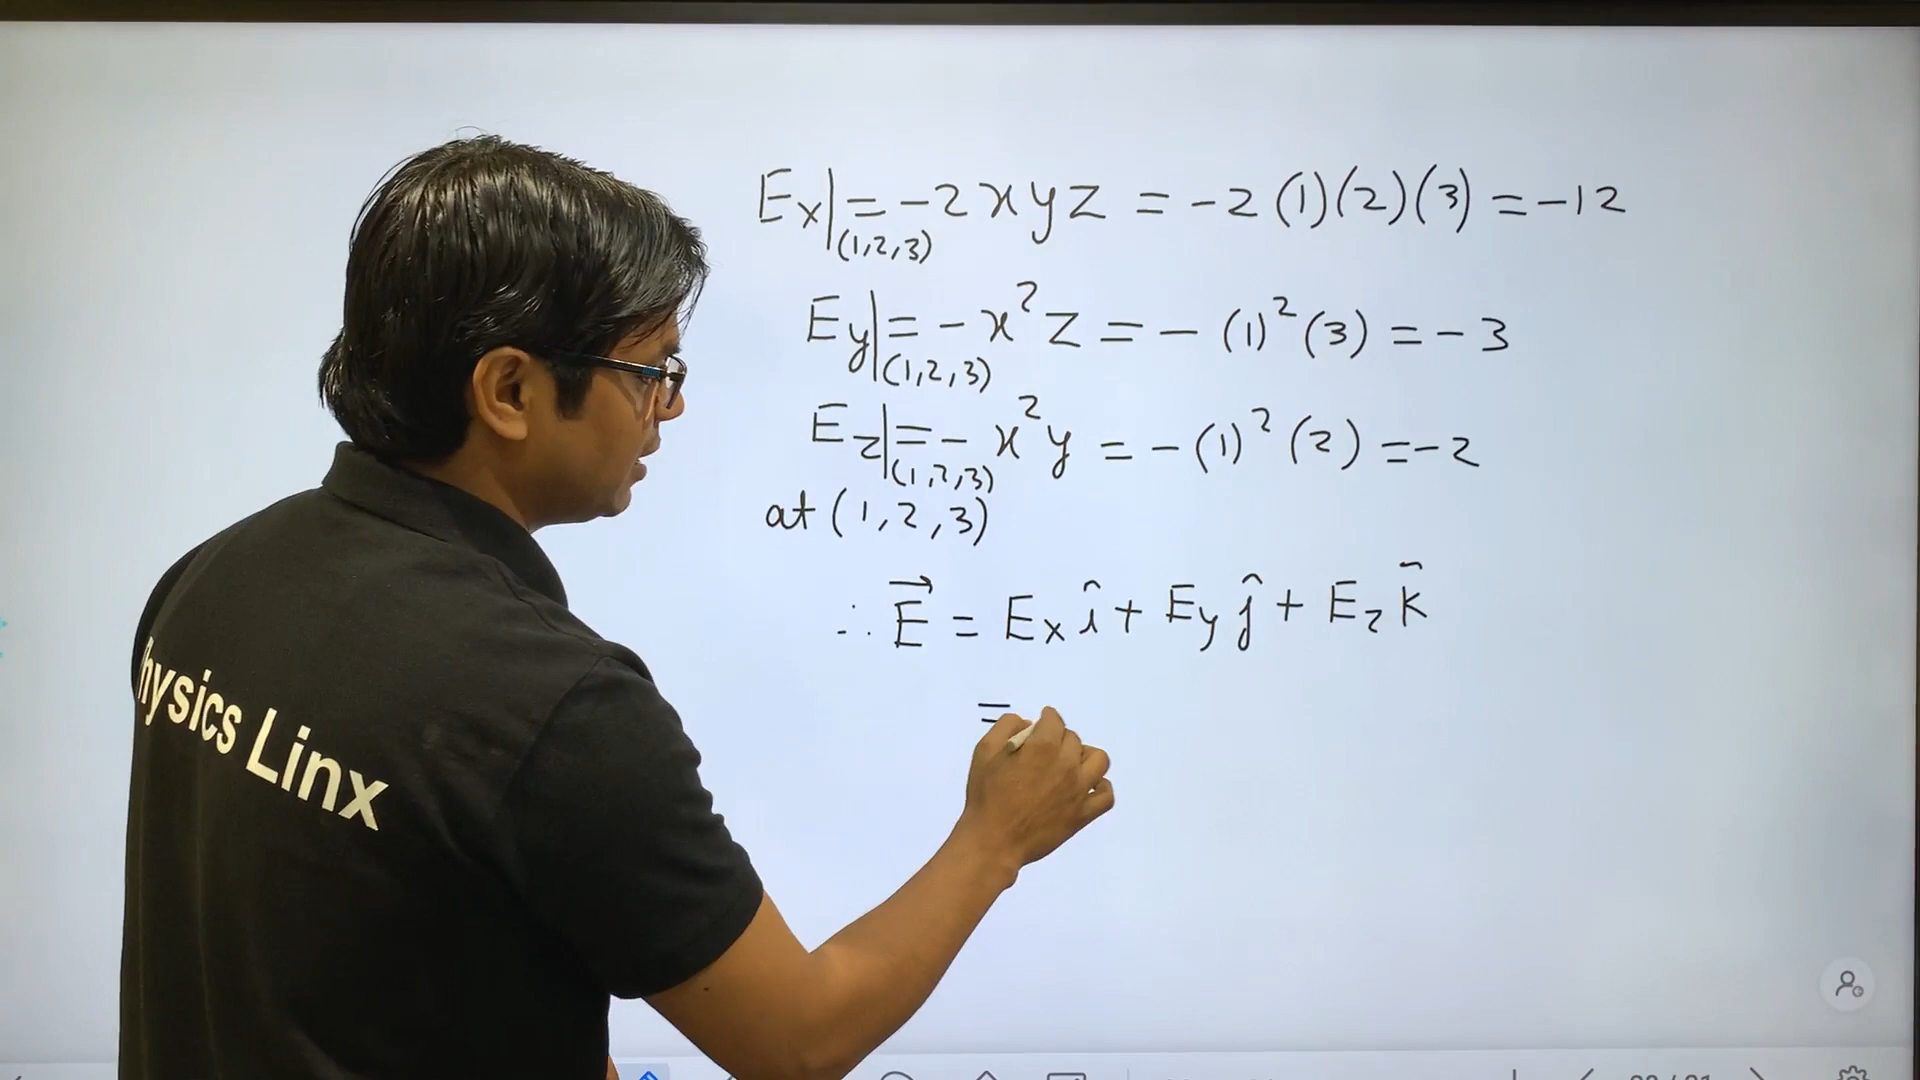 Ex|(1,2,3) = -2xyz = -2(1)(2)(3) = -12
Ey|(1,2,3) = -x²z = -(1)²(3) = -3
Ez|(1,2,3) = -x²y = -(1)²(2) = -2
at (1,2,3)
∴ E⃗ = Ex î + Ey ĵ + Ez k̂
=
Physics Linx